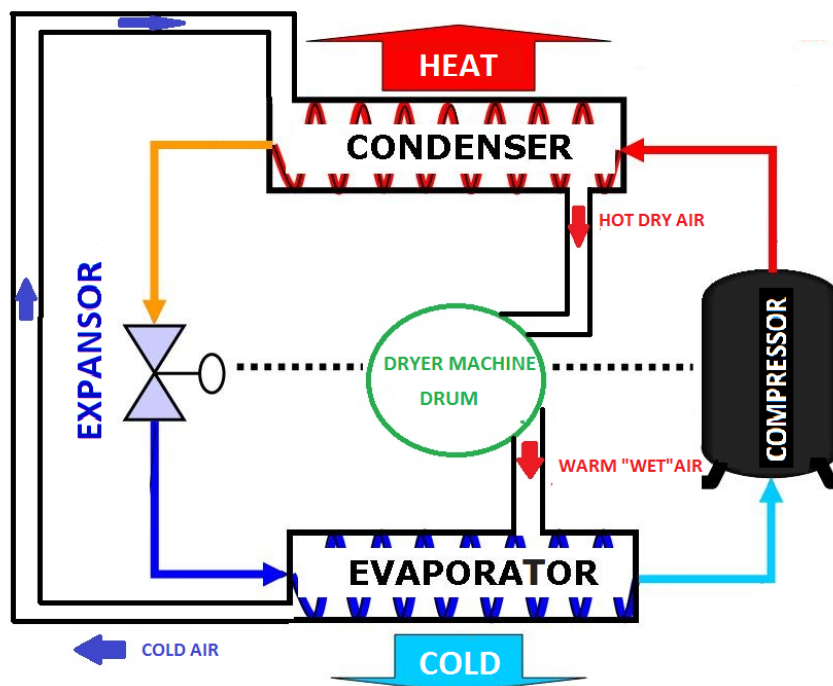 HEAT
CONDENSER
HOT DRY AIR
EXPANSOR
DRYER MACHINE
DRUM
COMPRESSOR
WARM "WET"AIR
EVAPORATOR
COLD AIR
COLD